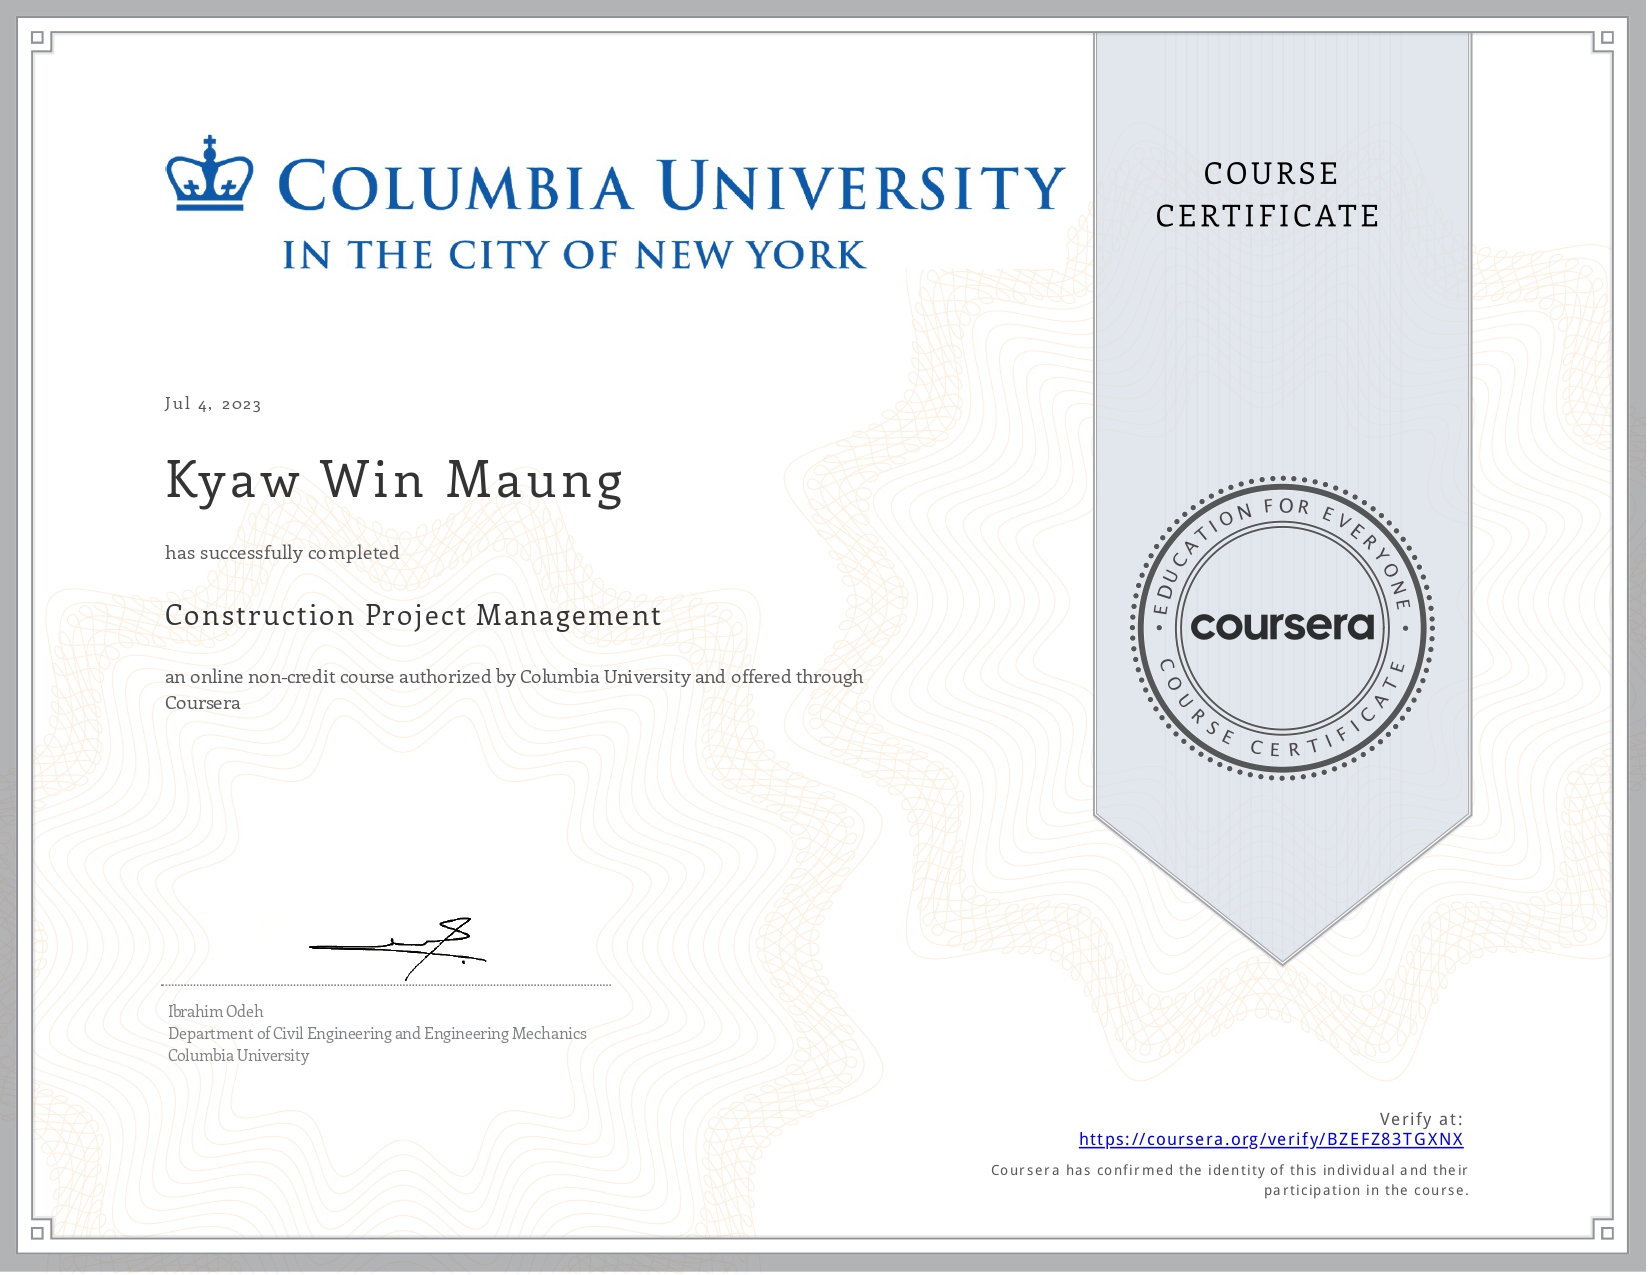 COLUMBIA UNIVERSITY
IN THE CITY OF NEW YORK
COURSE
CERTIFICATE
Jul 4, 2023
Kyaw Win Maung
has successfully completed
Construction Project Management
an online non-credit course authorized by Columbia University and offered through
Coursera
• EDUCATION FOR EVERYONE •
coursera
COURSE CERTIFICATE
Ibrahim Odeh
Department of Civil Engineering and Engineering Mechanics
Columbia University
Verify at:
https://coursera.org/verify/BZEFZ83TGXNX
Coursera has confirmed the identity of this individual and their
participation in the course.